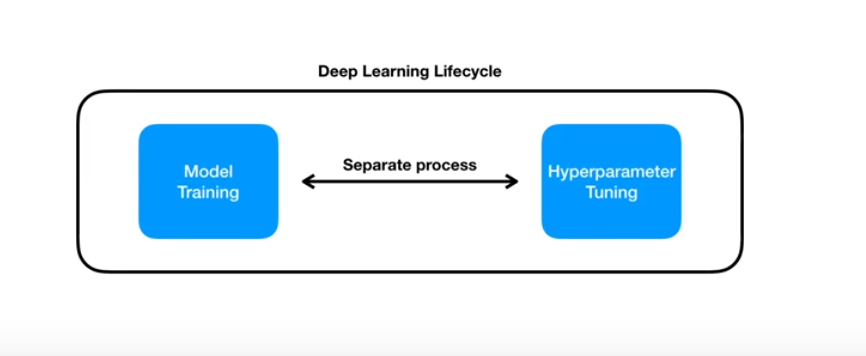 Deep Learning Lifecycle
Model
Training
Separate process
Hyperparameter
Tuning